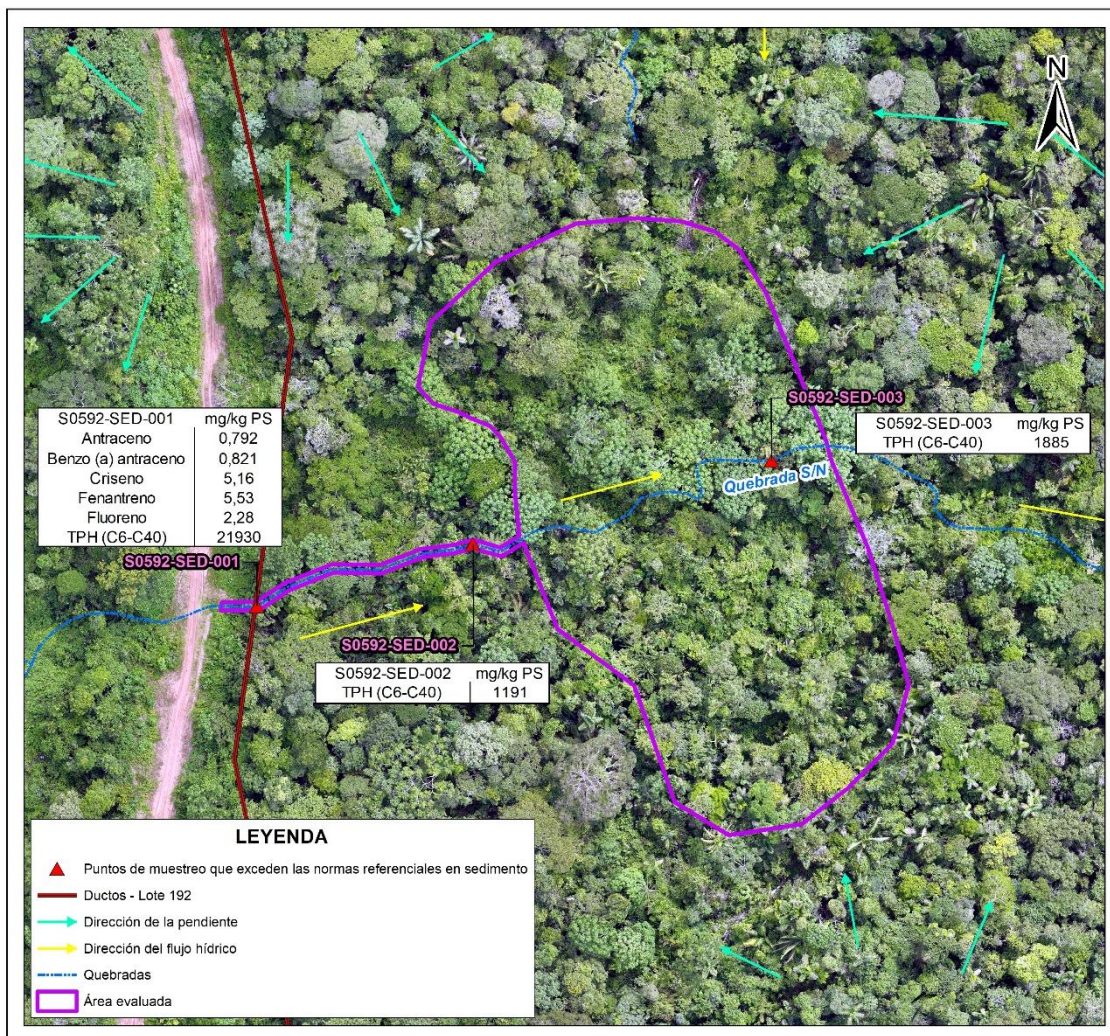 N
S0592-SED-003
S0592-SED-001 mg/kg PS
Antraceno 0,792
Benzo (a) antraceno 0,821
Criseno 5,16
Fenantreno 5,53
Fluoreno 2,28
TPH (C6-C40) 21930
S0592-SED-003 mg/kg PS
TPH (C6-C40) 1885
Quebrada S/N
S0592-SED-001
S0592-SED-002
S0592-SED-002 mg/kg PS
TPH (C6-C40) 1191
LEYENDA
Puntos de muestreo que exceden las normas referenciales en sedimento
Ductos - Lote 192
Dirección de la pendiente
Dirección del flujo hídrico
Quebradas
Área evaluada